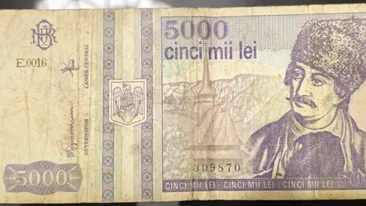 5000
cinci mii lei
E.0016
CASIER CENTRAL
GUVERNATOR
309870
5000
CINCI MII LEI CINCI MII LEI CINCI MII LEI